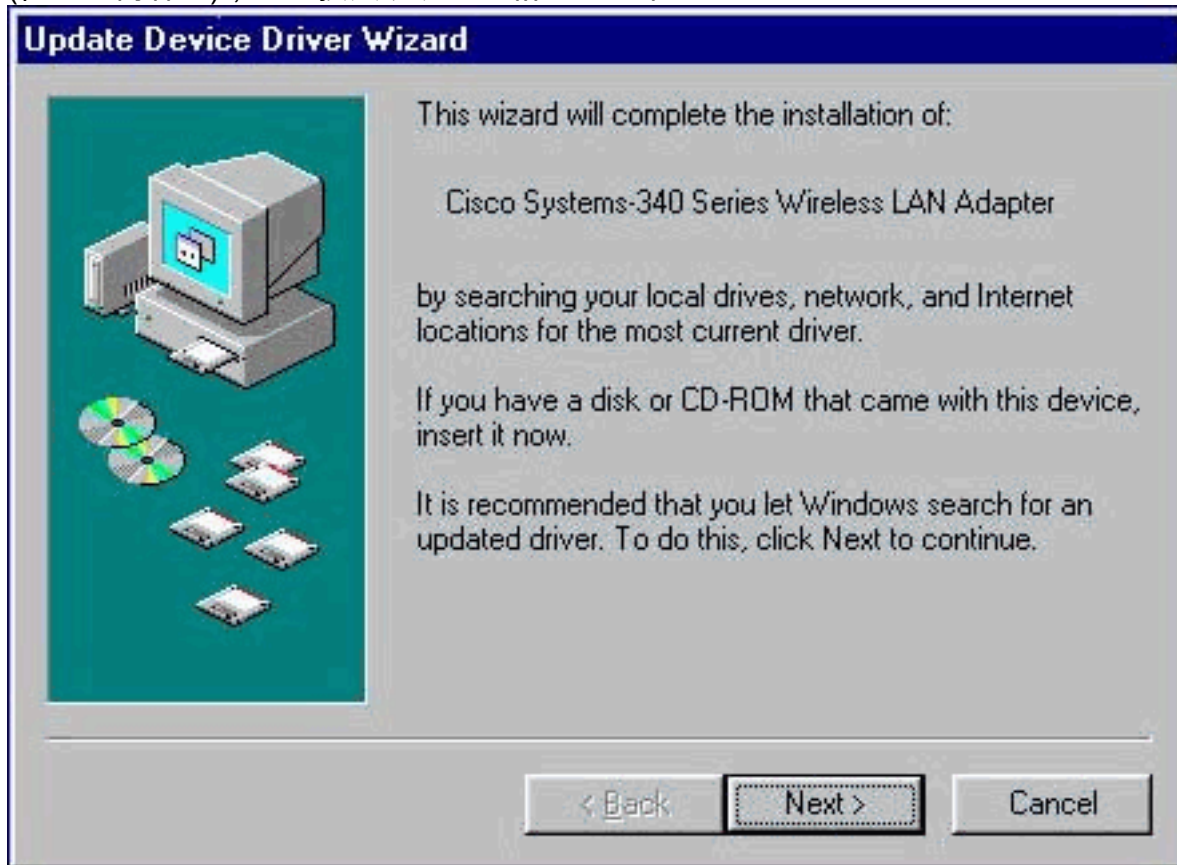 Update Device Driver Wizard
This wizard will complete the installation of:
Cisco Systems-340 Series Wireless LAN Adapter
by searching your local drives, network, and Internet
locations for the most current driver.
If you have a disk or CD-ROM that came with this device,
insert it now.
It is recommended that you let Windows search for an
updated driver. To do this, click Next to continue.
< Back
Next >
Cancel